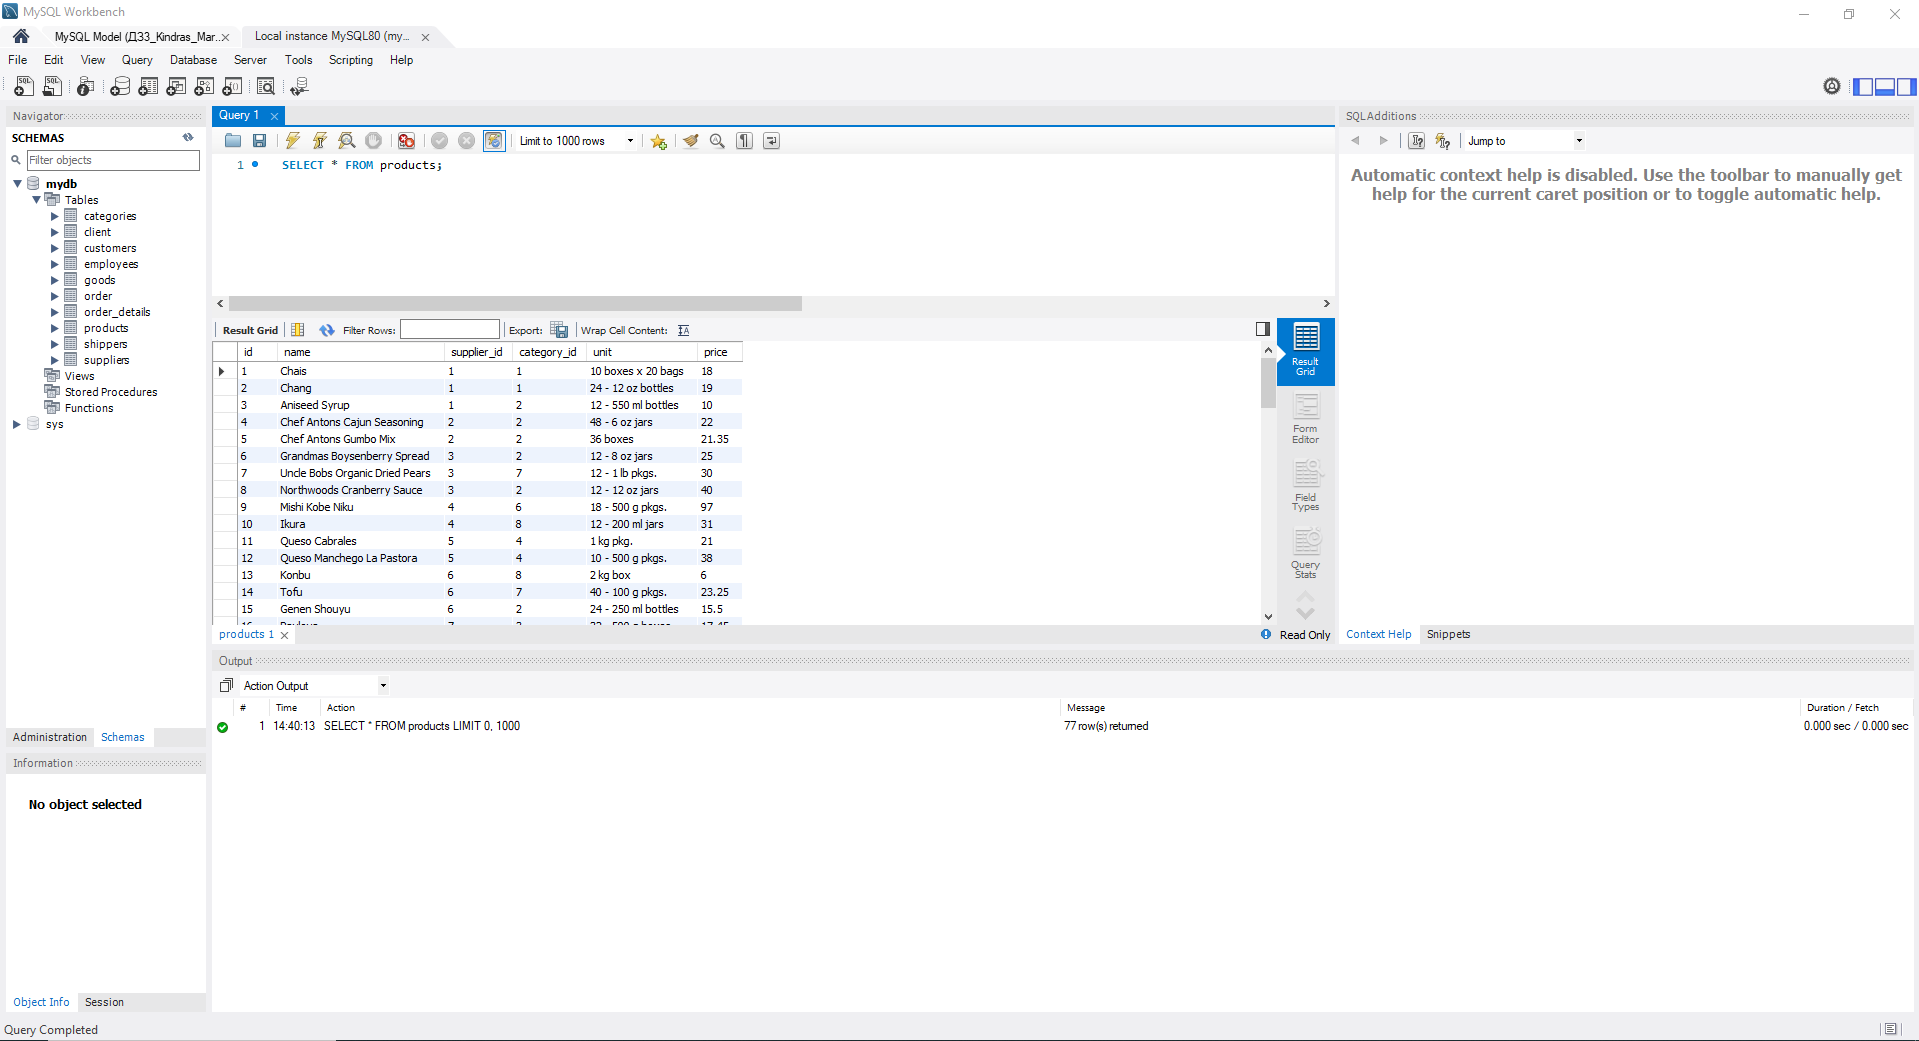 MySQL Workbench
MySQL Model (ДЗ3_Kindras_Mar.. ×
Local instance MySQL80 (my... ×
File Edit View Query Database Server Tools Scripting Help
Navigator
SCHEMAS
Filter objects
mydb
Tables
categories
client
customers
employees
goods
order
order_details
products
shippers
suppliers
Views
Stored Procedures
Functions
sys
Administration Schemas
Information
No object selected
Object Info Session
Query 1
Limit to 1000 rows
1 SELECT * FROM products;
Result Grid Filter Rows: Export: Wrap Cell Content:
id name supplier_id category_id unit price
1 Chais 1 1 10 boxes x 20 bags 18
2 Chang 1 1 24 - 12 oz bottles 19
3 Aniseed Syrup 1 2 12 - 550 ml bottles 10
4 Chef Antons Cajun Seasoning 2 2 48 - 6 oz jars 22
5 Chef Antons Gumbo Mix 2 2 36 boxes 21.35
6 Grandmas Boysenberry Spread 3 2 12 - 8 oz jars 25
7 Uncle Bobs Organic Dried Pears 3 7 12 - 1 lb pkgs. 30
8 Northwoods Cranberry Sauce 3 2 12 - 12 oz jars 40
9 Mishi Kobe Niku 4 6 18 - 500 g pkgs. 97
10 Ikura 4 8 12 - 200 ml jars 31
11 Queso Cabrales 5 4 1 kg pkg. 21
12 Queso Manchego La Pastora 5 4 10 - 500 g pkgs. 38
13 Konbu 6 8 2 kg box 6
14 Tofu 6 7 40 - 100 g pkgs. 23.25
15 Genen Shouyu 6 2 24 - 250 ml bottles 15.5
Result Grid
Form Editor
Field Types
Query Stats
products 1
Read Only
SQLAdditions
Jump to
Automatic context help is disabled. Use the toolbar to manually get
help for the current caret position or to toggle automatic help.
Context Help Snippets
Output
Action Output
# Time Action Message Duration / Fetch
1 14:40:13 SELECT * FROM products LIMIT 0, 1000 77 row(s) returned 0.000 sec / 0.000 sec
Query Completed